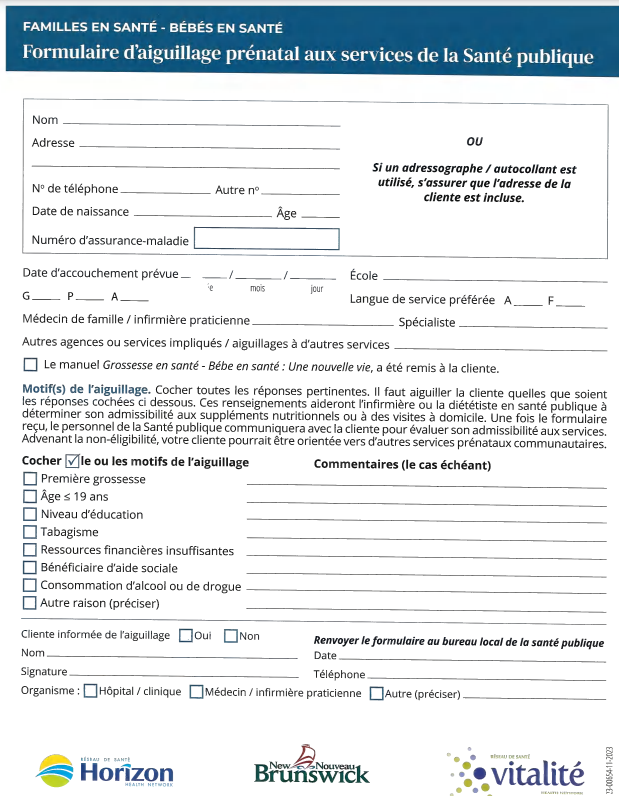 FAMILLES EN SANTÉ - BÉBÉS EN SANTÉ
Formulaire d'aiguillage prénatal aux services de la Santé publique
Nom
Adresse
Nº de téléphone Autre nº
Date de naissance Âge
Numéro d'assurance-maladie
OU
Si un adressographe / autocollant est
utilisé, s'assurer que l'adresse de la
cliente est incluse.
Date d'accouchement prévue / / École
mois jour
G P A Langue de service préférée A F
Médecin de famille / infirmière praticienne Spécialiste
Autres agences ou services impliqués / aiguillages à d'autres services
Le manuel Grossesse en santé - Bébe en santé : Une nouvelle vie, a été remis à la cliente.
Motif(s) de l'aiguillage. Cocher toutes les réponses pertinentes. Il faut aiguiller la cliente quelles que soient
les réponses cochées ci dessous. Ces renseignements aideront l'infirmière ou la diététiste en santé publique à
déterminer son admissibilité aux suppléments nutritionnels ou à des visites à domicile. Une fois le formulaire
reçu, le personnel de la Santé publique communiquera avec la cliente pour évaluer son admissibilité aux services.
Advenant la non-éligibilité, votre cliente pourrait être orientée vers d'autres services prénataux communautaires.
Cocher ☑ le ou les motifs de l'aiguillage Commentaires (le cas échéant)
Première grossesse
Âge ≤ 19 ans
Niveau d'éducation
Tabagisme
Ressources financières insuffisantes
Bénéficiaire d'aide sociale
Consommation d'alcool ou de drogue
Autre raison (préciser)
Cliente informée de l'aiguillage Oui Non
Renvoyer le formulaire au bureau local de la santé publique
Nom Date
Signature Téléphone
Organisme : Hôpital / clinique Médecin / infirmière praticienne Autre (préciser)
RÉSEAU DE SANTÉ
Horizon
HEALTH NETWORK
New Nouveau
Brunswick
RÉSEAU DE SANTÉ
vitalité
HEALTH NETWORK